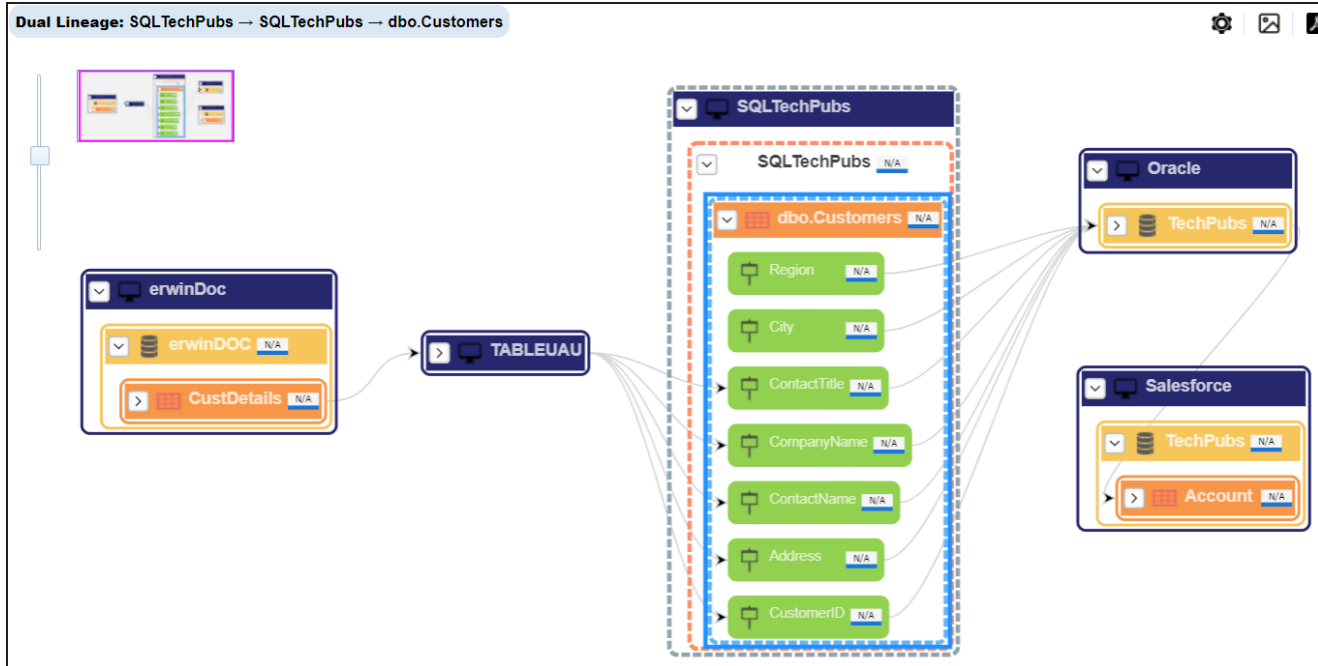 Dual Lineage: SQLTechPubs → SQLTechPubs → dbo.Customers
erwinDoc
erwinDOC N/A
CustDetails N/A
TABLEUAU
SQLTechPubs
SQLTechPubs N/A
dbo.Customers N/A
Region N/A
City N/A
ContactTitle N/A
CompanyName N/A
ContactName N/A
Address N/A
CustomerID N/A
Oracle
TechPubs N/A
Salesforce
TechPubs N/A
Account N/A